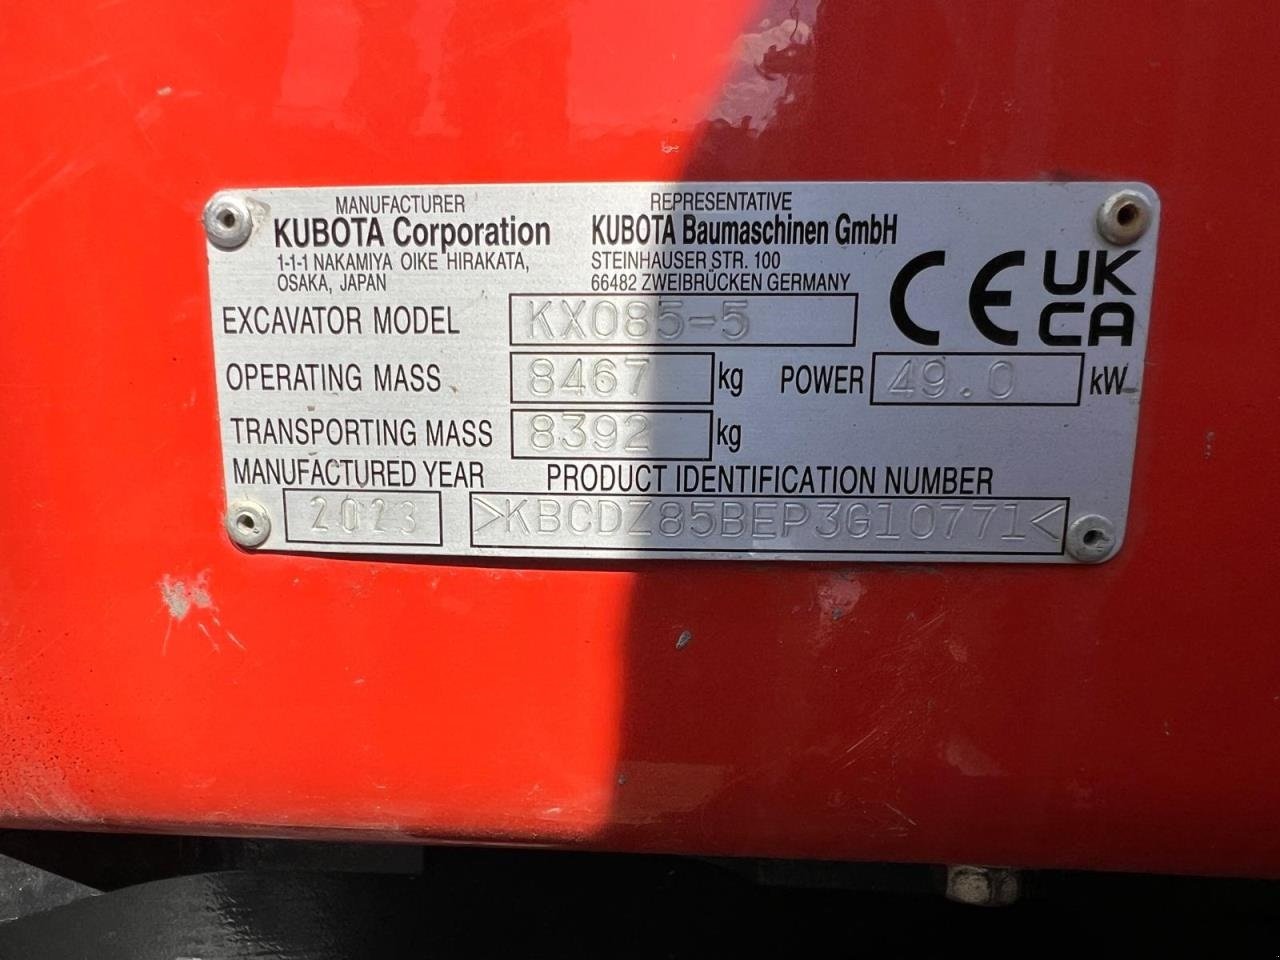 MANUFACTURER
KUBOTA Corporation
1-1-1 NAKAMIYA OIKE HIRAKATA,
OSAKA, JAPAN
REPRESENTATIVE
KUBOTA Baumaschinen GmbH
STEINHAUSER STR. 100
66482 ZWEIBRÜCKEN GERMANY
CE
UK
CA
EXCAVATOR MODEL KX085-5
OPERATING MASS 8467 kg POWER 49.0 kW
TRANSPORTING MASS 8392 kg
MANUFACTURED YEAR PRODUCT IDENTIFICATION NUMBER
2023 >KBCDZ85BEP3G10771<